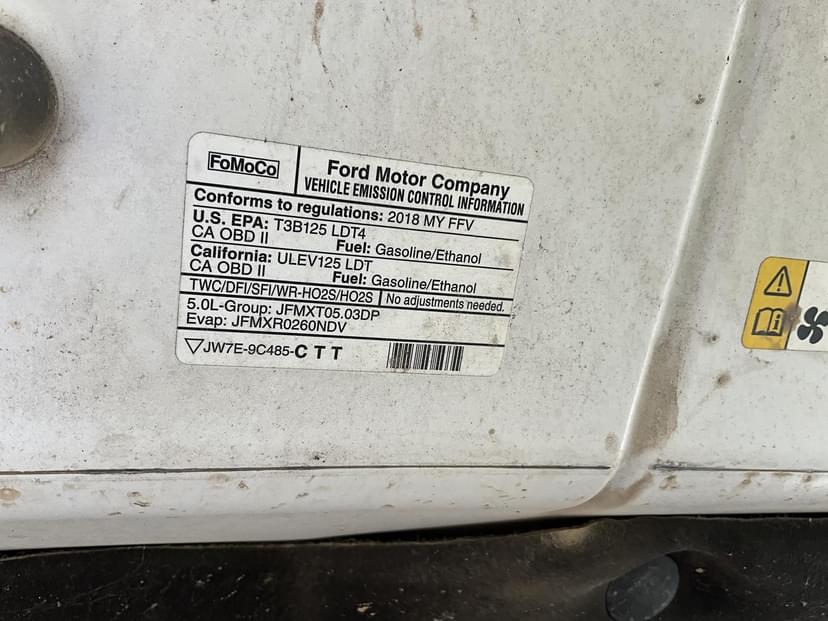 FoMoCo
Ford Motor Company
VEHICLE EMISSION CONTROL INFORMATION
Conforms to regulations: 2018 MY FFV
U.S. EPA: T3B125 LDT4
CA OBD II Fuel: Gasoline/Ethanol
California: ULEV125 LDT
CA OBD II Fuel: Gasoline/Ethanol
TWC/DFI/SFI/WR-HO2S/HO2S No adjustments needed.
5.0L-Group: JFMXT05.03DP
Evap: JFMXR0260NDV
JW7E-9C485-CTT